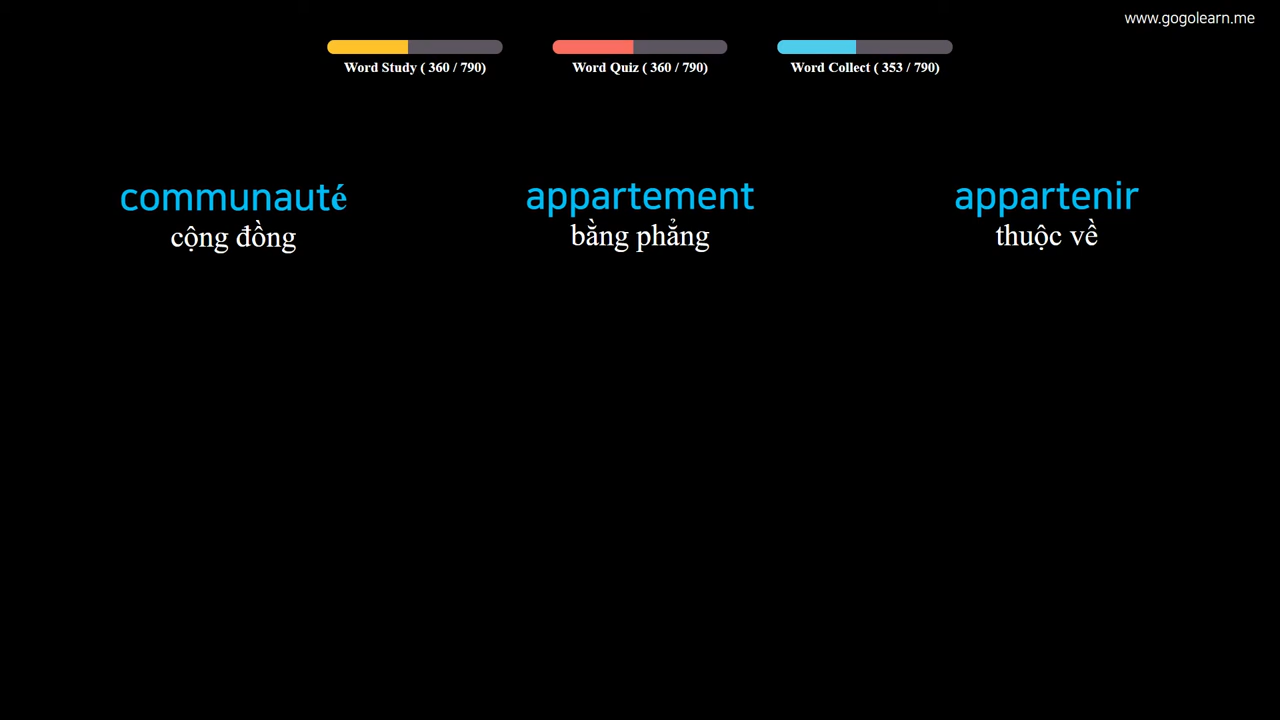 www.gogolearn.me
Word Study ( 360 / 790)
Word Quiz ( 360 / 790)
Word Collect ( 353 / 790)
communauté
cộng đồng
appartement
bằng phẳng
appartenir
thuộc về